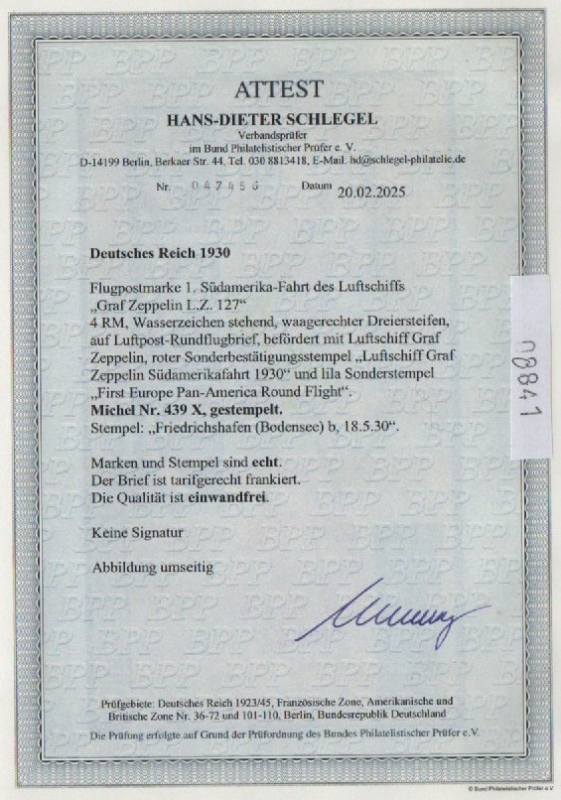 ATTEST
HANS-DIETER SCHLEGEL
Verbandsprüfer
im Bund Philatelistischer Prüfer e. V.
D-14199 Berlin, Berkaer Str. 44, Tel. 030 8813418, E-Mail: hd@schlegel-philatelie.de
Nr. Datum 20.02.2025
Deutsches Reich 1930
Flugpostmarke 1. Südamerika-Fahrt des Luftschiffs
„Graf Zeppelin L.Z. 127“
4 RM, Wasserzeichen stehend, waagerechter Dreierstreifen,
auf Luftpost-Rundflugbrief, befördert mit Luftschiff Graf
Zeppelin, roter Sonderbestätigungsstempel „Luftschiff Graf
Zeppelin Südamerikafahrt 1930“ und lila Sonderstempel
„First Europe Pan-America Round Flight“.
Michel Nr. 439 X, gestempelt.
Stempel: „Friedrichshafen (Bodensee) b, 18.5.30“.
Marken und Stempel sind echt.
Der Brief ist tarifgerecht frankiert.
Die Qualität ist einwandfrei.
Keine Signatur
Abbildung umseitig
Prüfgebiete: Deutsches Reich 1923/45, Französische Zone, Amerikanische und
Britische Zone Nr. 36-72 und 101-110, Berlin, Bundesrepublik Deutschland
Die Prüfung erfolgte auf Grund der Prüfordnung des Bundes Philatelistischer Prüfer e.V.
© Bund Philatelistischer Prüfer e.V.
08841